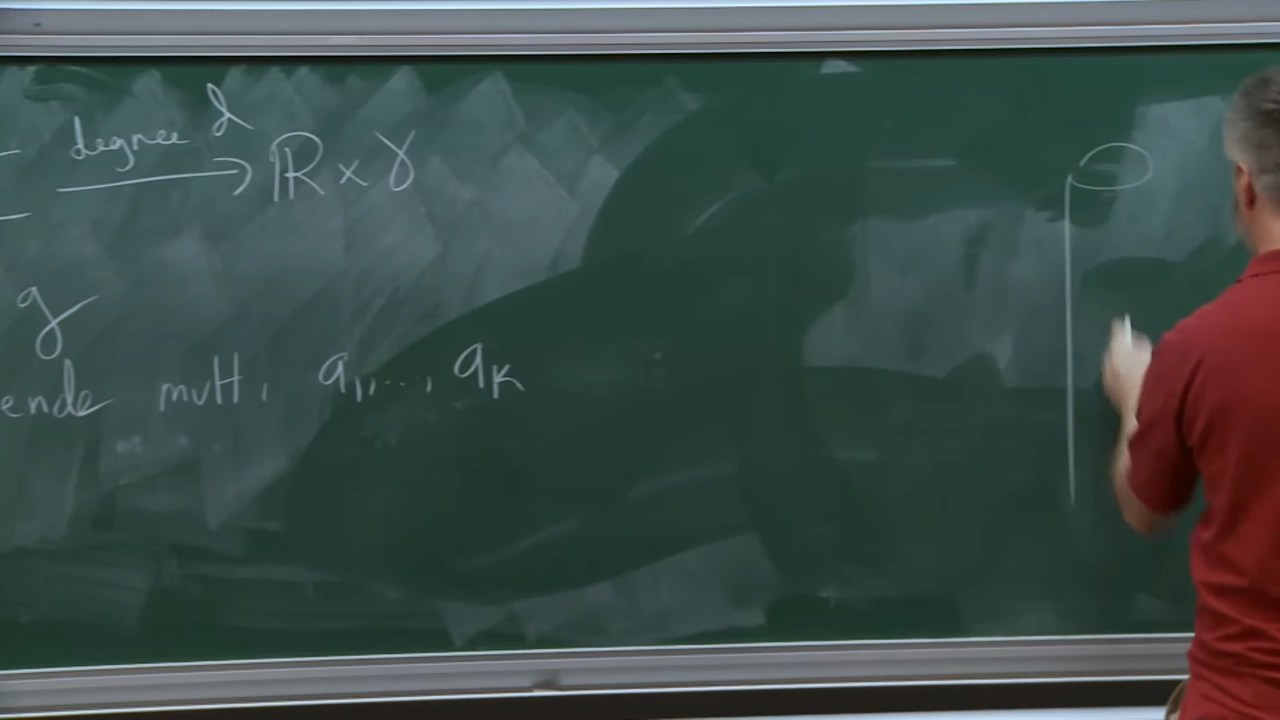 degree d
→ ℝ × γ
g
ende mult. a₁,..., aₖ